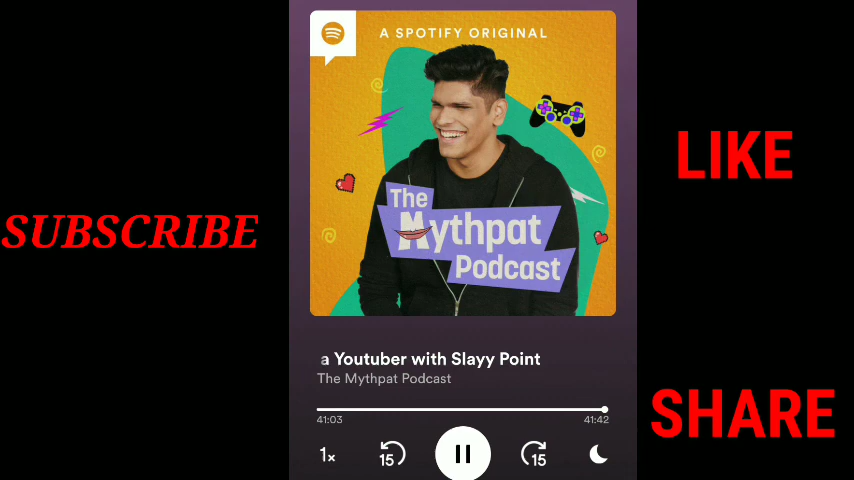 A SPOTIFY ORIGINAL
LIKE
The
Mythpat
Podcast
SUBSCRIBE
a Youtuber with Slayy Point
The Mythpat Podcast
41:03
41:42
SHARE
1x
15
15